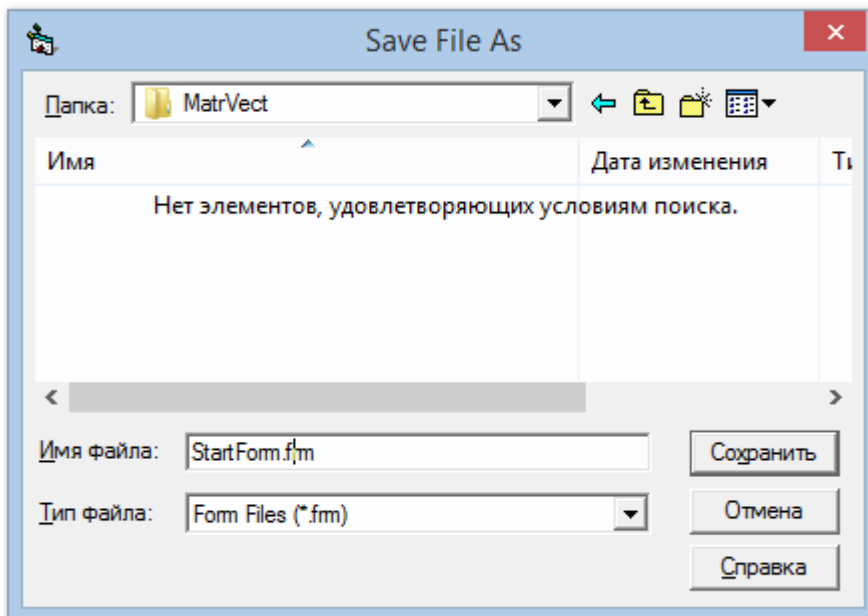 Save File As
Папка: MatrVect
Имя Дата изменения Ти
Нет элементов, удовлетворяющих условиям поиска.
Имя файла: StartForm.frm Сохранить
Тип файла: Form Files (*.frm) Отмена
Справка